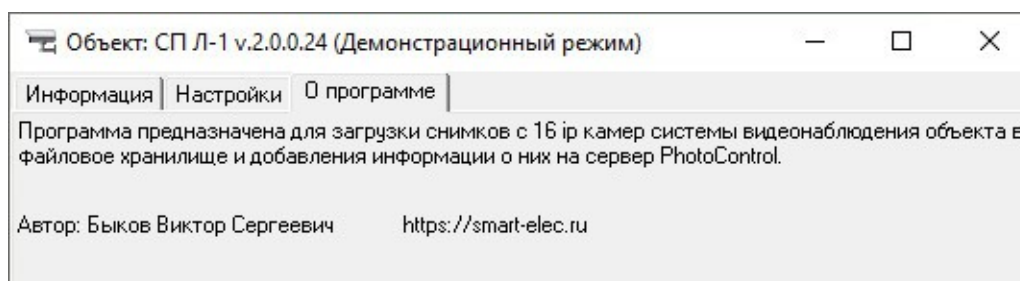 Объект: СП Л-1 v.2.0.0.24 (Демонстрационный режим)
Информация Настройки О программе
Программа предназначена для загрузки снимков с 16 ip камер системы видеонаблюдения объекта в
файловое хранилище и добавления информации о них на сервер PhotoControl.
Автор: Быков Виктор Сергеевич https://smart-elec.ru